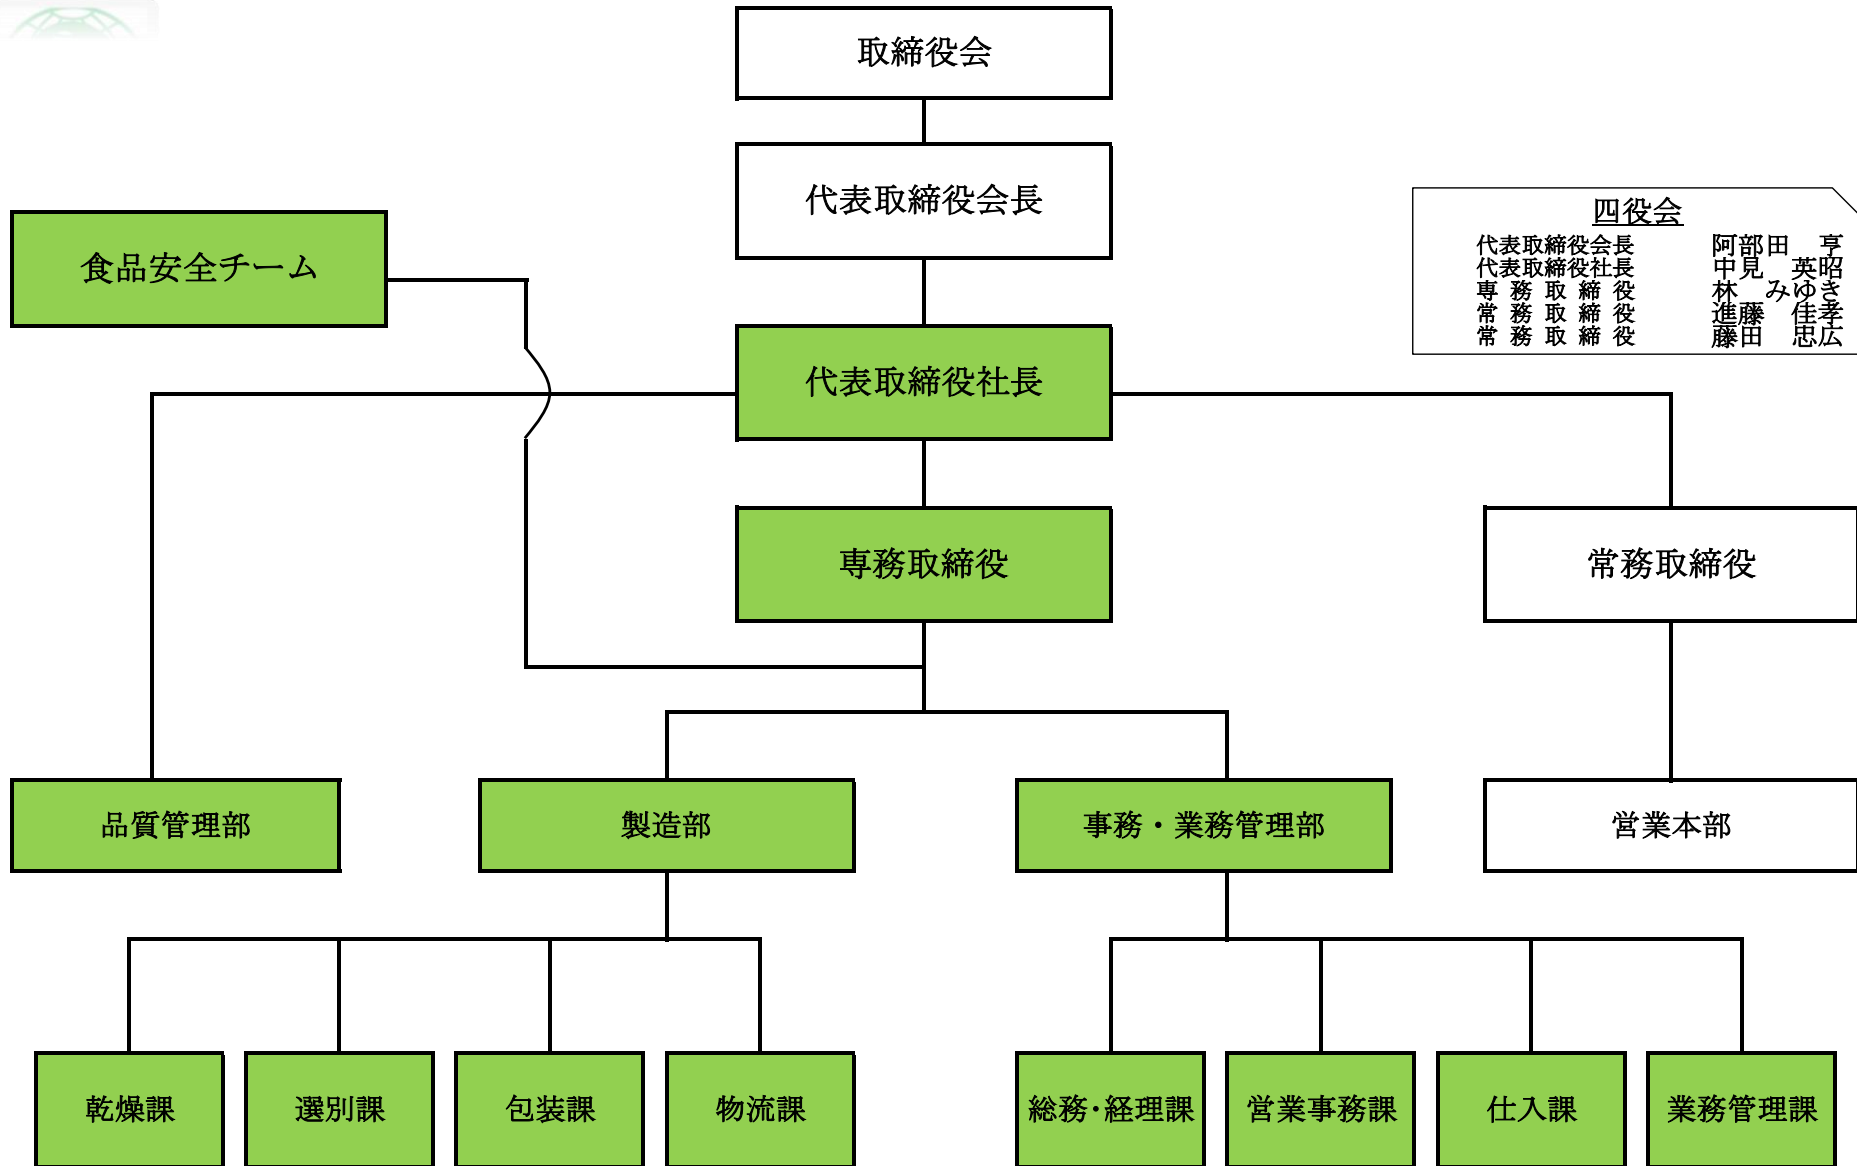 取締役会
代表取締役会長
四役会
代表取締役会長 阿部田 亨
代表取締役社長 中見 英昭
専務取締役 林 みゆき
常務取締役 進藤 佳孝
常務取締役 藤田 忠広
食品安全チーム
代表取締役社長
専務取締役
常務取締役
品質管理部
製造部
事務・業務管理部
営業本部
乾燥課
選別課
包装課
物流課
総務・経理課
営業事務課
仕入課
業務管理課